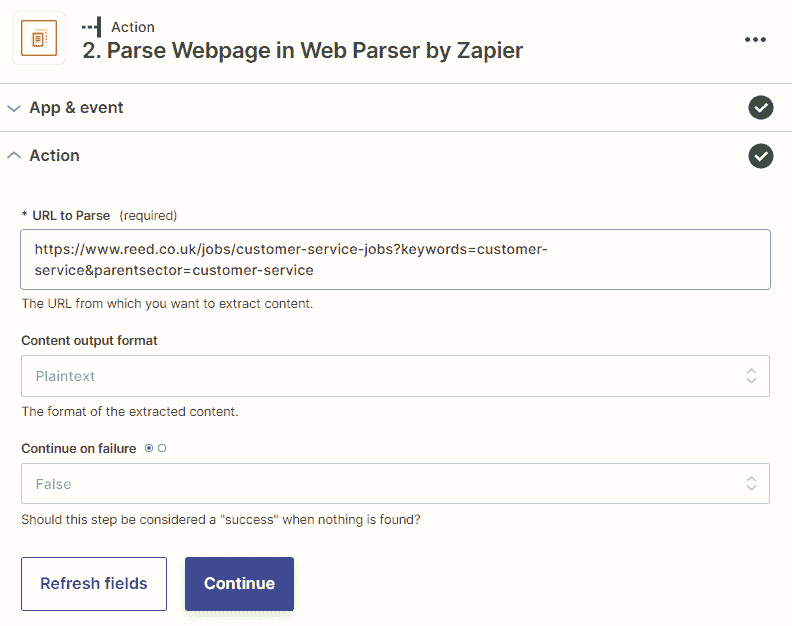 Action
2. Parse Webpage in Web Parser by Zapier
App & event
Action
* URL to Parse (required)
https://www.reed.co.uk/jobs/customer-service-jobs?keywords=customer-
service&parentsector=customer-service
The URL from which you want to extract content.
Content output format
Plaintext
The format of the extracted content.
Continue on failure
False
Should this step be considered a "success" when nothing is found?
Refresh fields
Continue